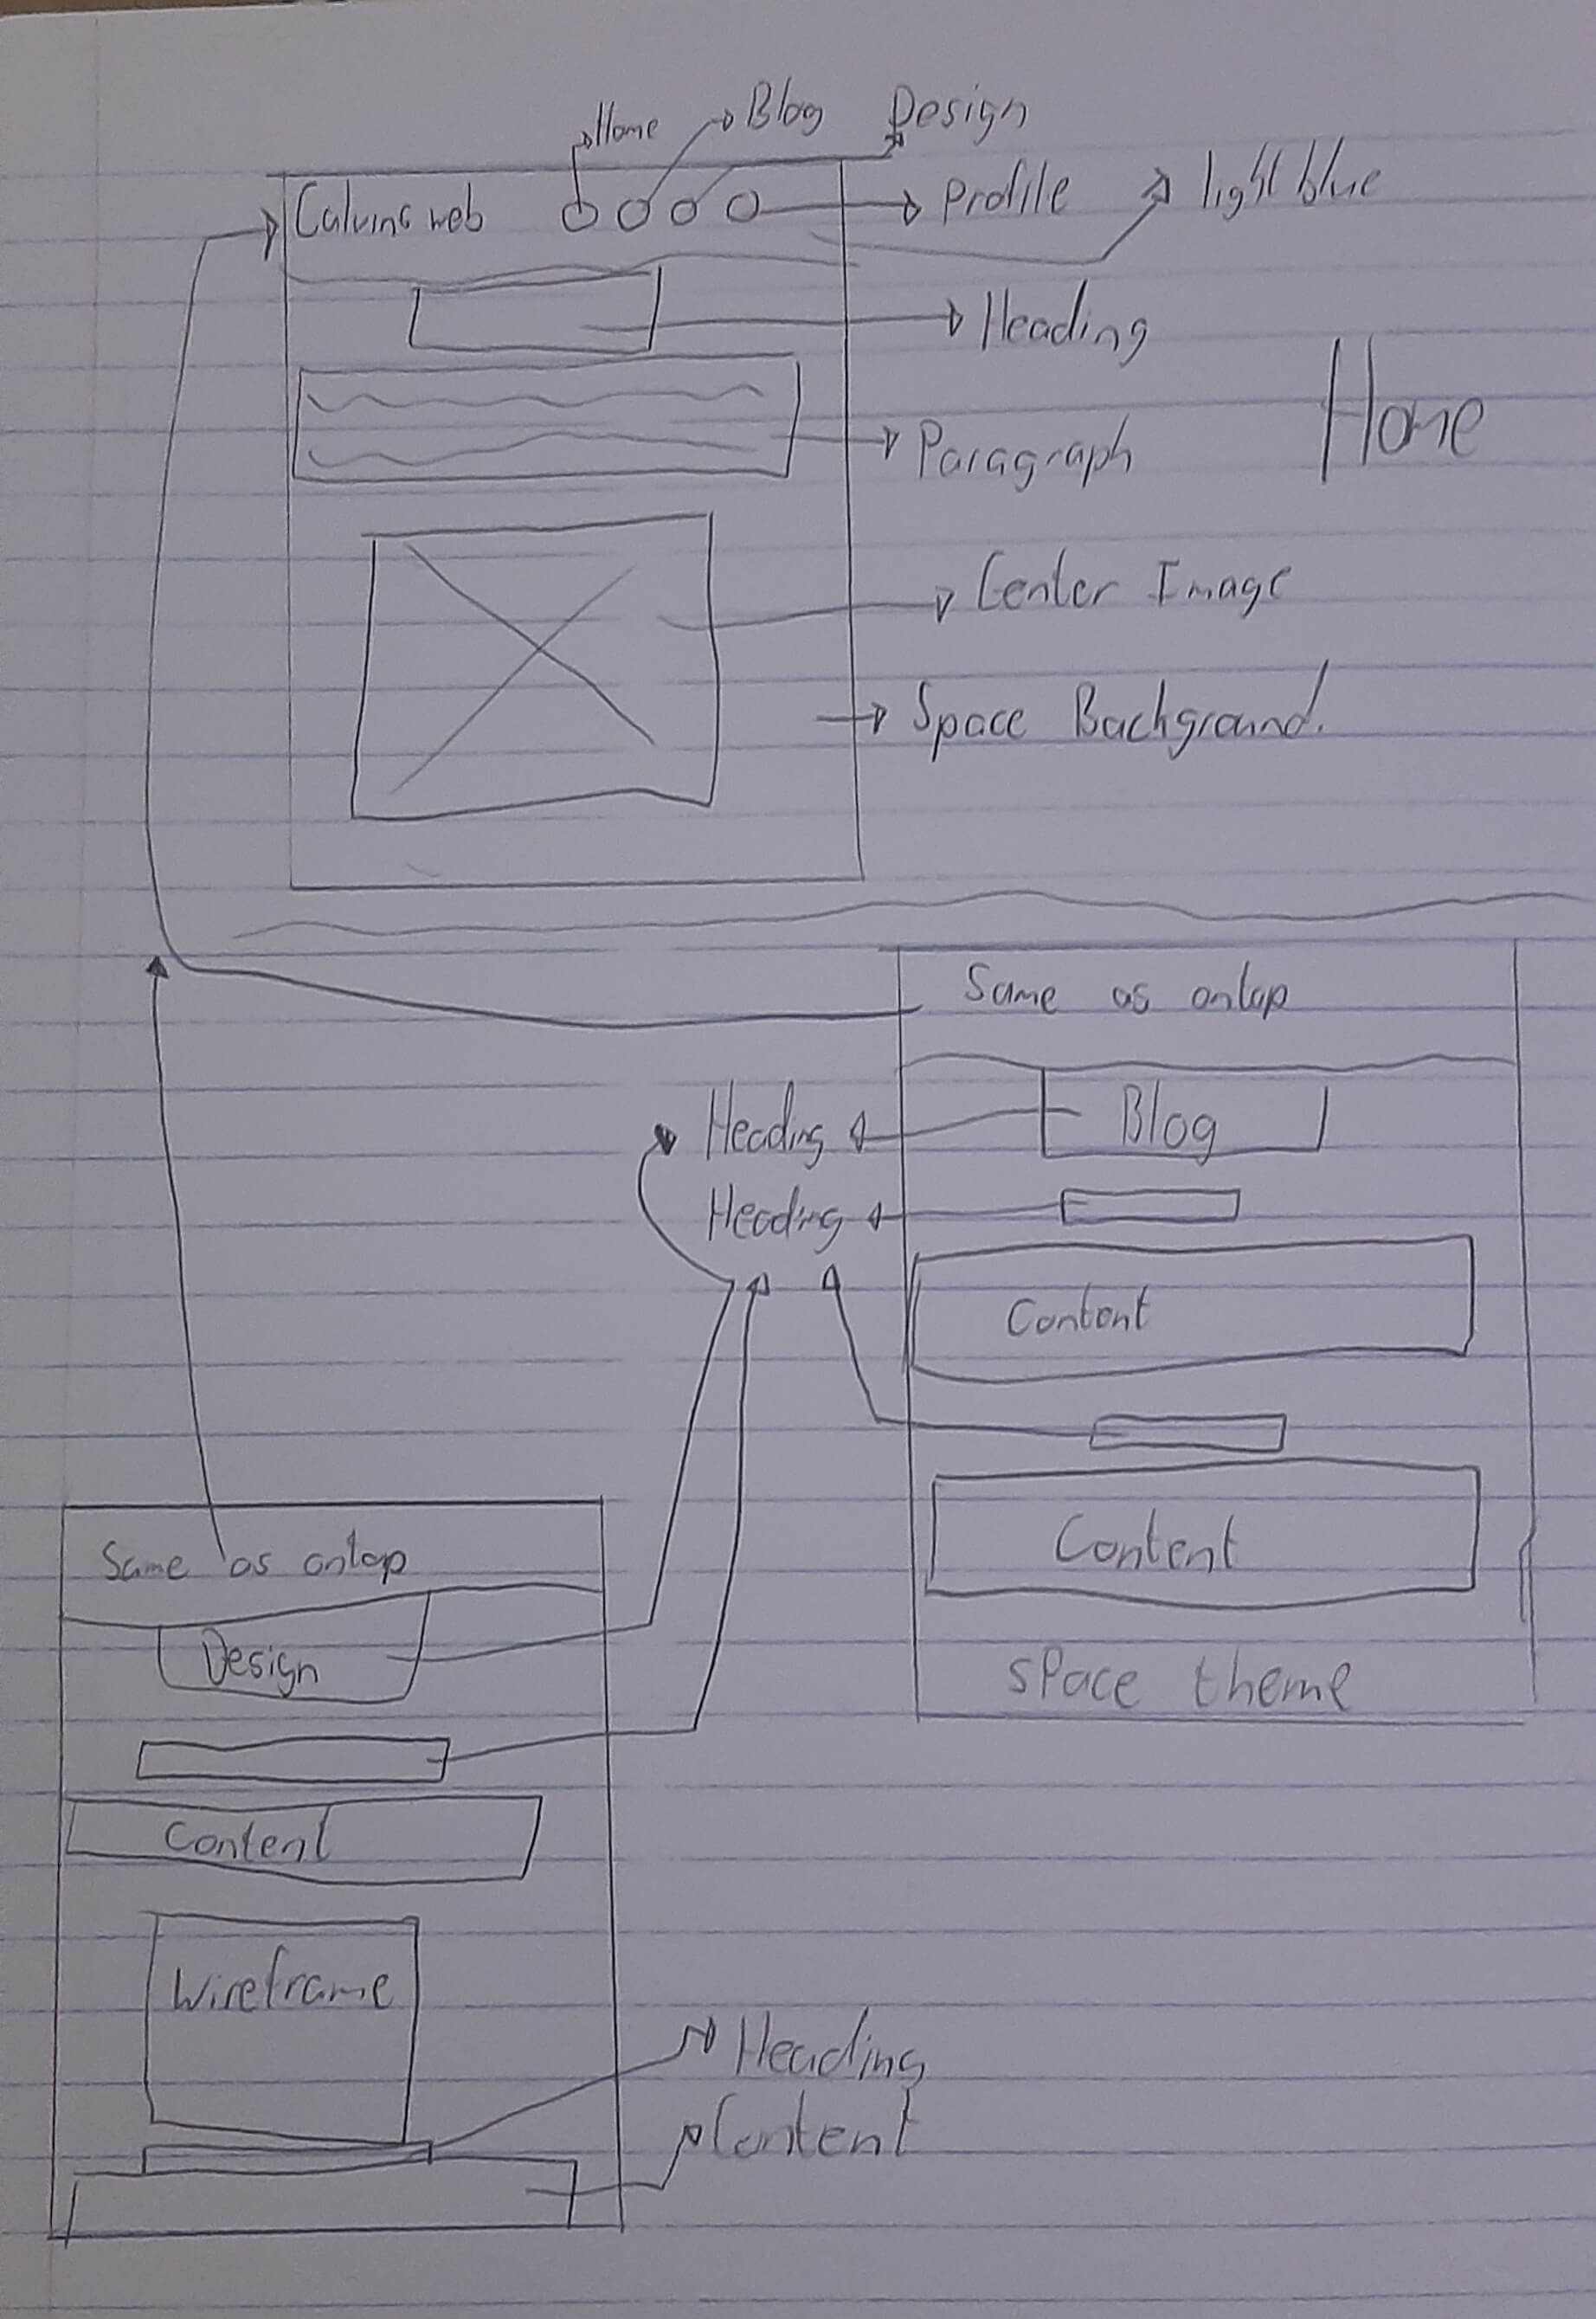 Home
Blog
Design
Calvins web
Profile
light blue
Heading
Home
Paragraph
Center Image
Space Background.
Same as ontop
Heading
Blog
Heading
Content
Content
Space theme
Same as ontop
Design
Content
Wireframe
Heading
Content